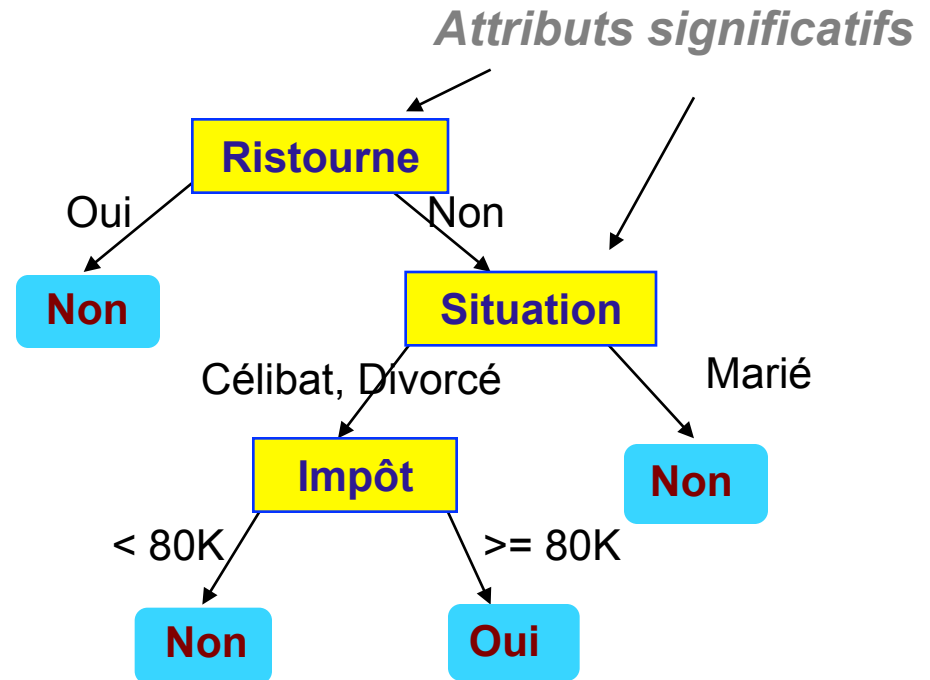 Attributs significatifs
Ristourne
Oui
Non
Non
Situation
Célibat, Divorcé
Marié
Impôt
Non
< 80K
>= 80K
Non
Oui